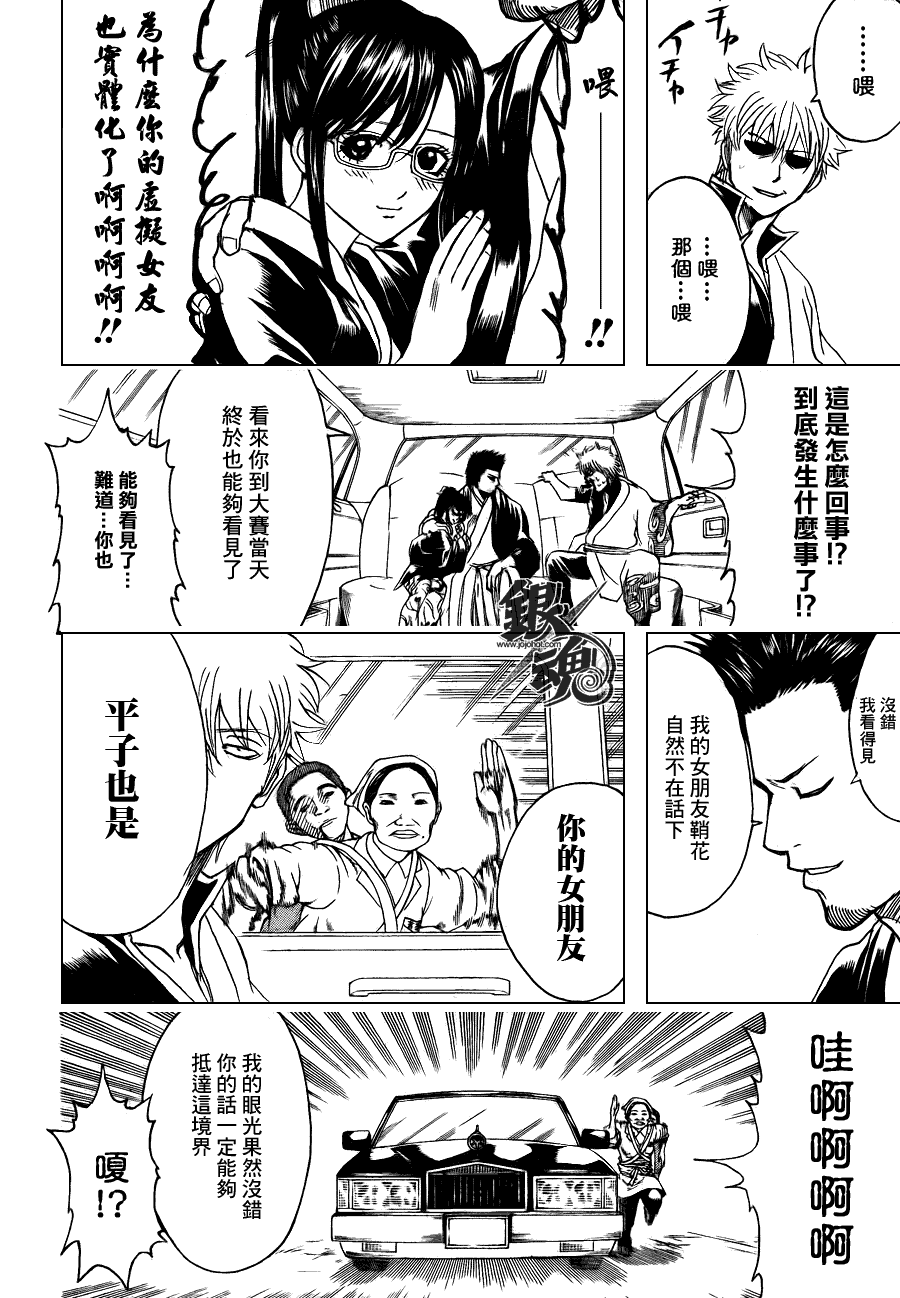 ……喂
イチャ
イチャ
…喂…
那個…喂
喂
!!
為什麼你的虛擬女友
也實體化了啊啊啊啊!!
這是怎麼回事!?
到底發生什麼事了!?
看來你到大賽當天
終於也能夠看見了
能夠看見了…
難道…你也
銀魂
www.jojohot.com
沒錯
我看得見
我的女朋友鞘花
自然不在話下
你的女朋友
平子也是
哇啊啊啊啊
我的眼光果然沒錯
你的話一定能夠
抵達這境界
嗄!?